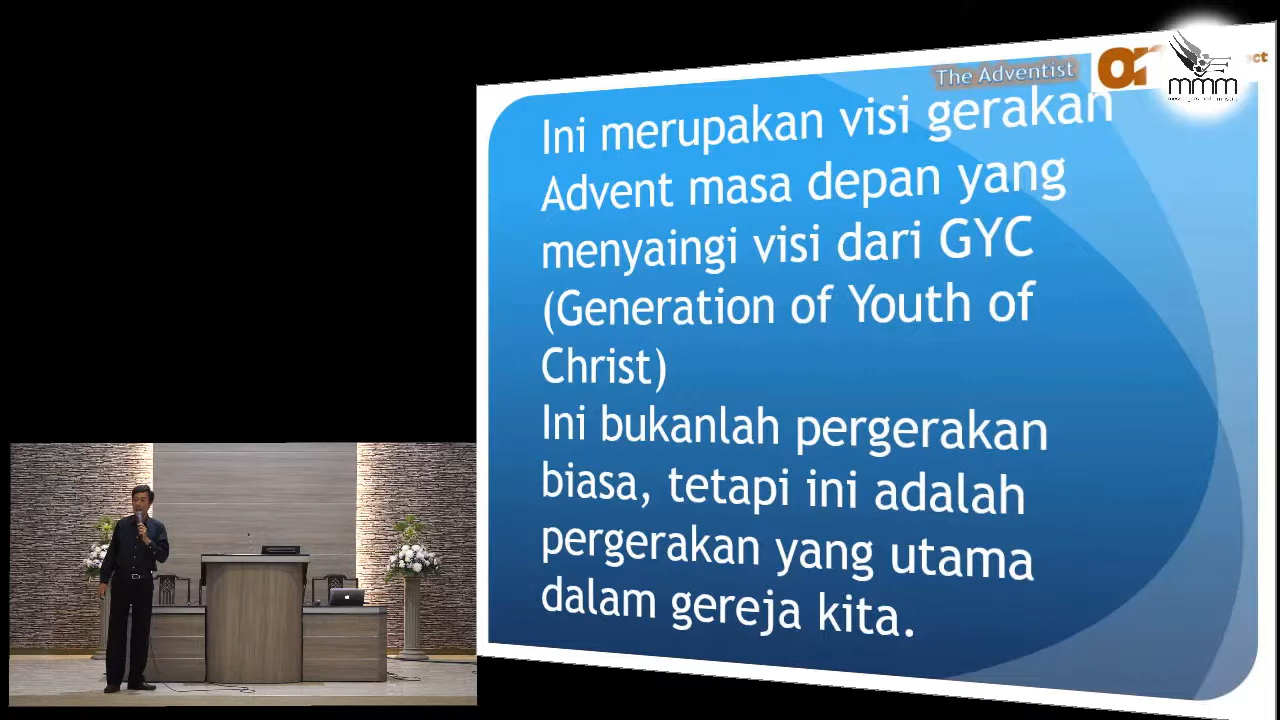 The Adventist
mmm
Ini merupakan visi gerakan
Advent masa depan yang
menyaingi visi dari GYC
(Generation of Youth of
Christ)
Ini bukanlah pergerakan
biasa, tetapi ini adalah
pergerakan yang utama
dalam gereja kita.